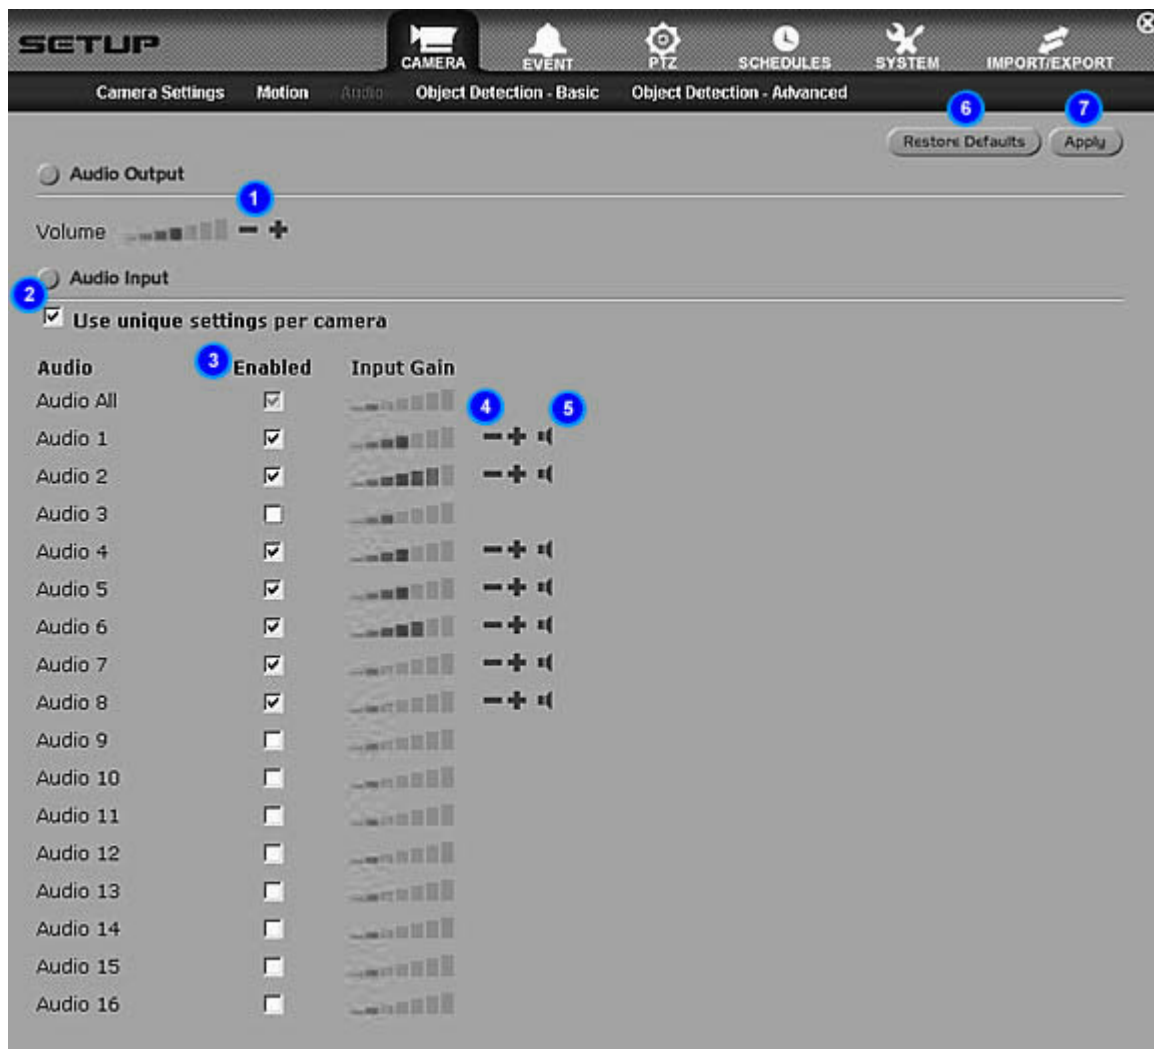 SETUP
CAMERA EVENT PTZ SCHEDULES SYSTEM IMPORT/EXPORT
Camera Settings Motion Audio Object Detection - Basic Object Detection - Advanced
6 7
Restore Defaults Apply
Audio Output
1
Volume
Audio Input
2
Use unique settings per camera
Audio 3 Enabled Input Gain
Audio All 4 5
Audio 1
Audio 2
Audio 3
Audio 4
Audio 5
Audio 6
Audio 7
Audio 8
Audio 9
Audio 10
Audio 11
Audio 12
Audio 13
Audio 14
Audio 15
Audio 16